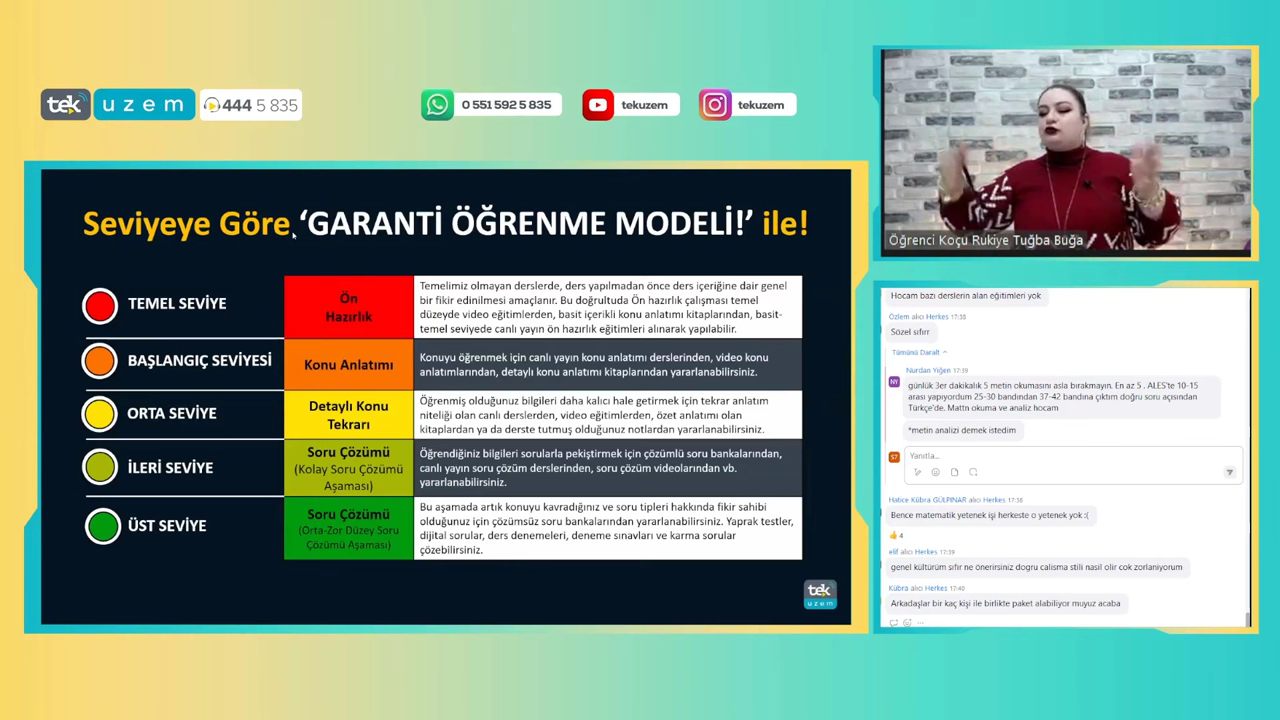 tek uzem 444 5 835
0 551 592 5 835
tekuzem
tekuzem
Seviyeye Göre 'GARANTİ ÖĞRENME MODELİ!' ile!
TEMEL SEVİYE
Ön
Hazırlık
Temelimiz olmayan derslerde, ders yapılmadan önce ders içeriğine dair genel
bir fikir edinilmesi amaçlanır. Bu doğrultuda Ön hazırlık çalışması temel
düzeyde video eğitimlerden, basit içerikli konu anlatımı kitaplarından, basit-
temel seviyede canlı yayın ön hazırlık eğitimleri alınarak yapılabilir.
BAŞLANGIÇ SEVİYESİ
Konu Anlatımı
Konuyu öğrenmek için canlı yayın konu anlatımı derslerinden, video konu
anlatımlarından, detaylı konu anlatımı kitaplarından yararlanabilirsiniz.
ORTA SEVİYE
Detaylı Konu
Tekrarı
Öğrenmiş olduğunuz bilgileri daha kalıcı hale getirmek için tekrar anlatım
niteliği olan canlı derslerden, video eğitimlerden, özet anlatımı olan
kitaplardan ya da derste tutmuş olduğunuz notlardan yararlanabilirsiniz.
İLERİ SEVİYE
Soru Çözümü
(Kolay Soru Çözümü
Aşaması)
Öğrendiğiniz bilgileri sorularla pekiştirmek için çözümlü soru bankalarından,
canlı yayın soru çözüm derslerinden, soru çözüm videolarından vb.
yararlanabilirsiniz.
ÜST SEVİYE
Soru Çözümü
(Orta-Zor Düzey Soru
Çözümü Aşaması)
Bu aşamada artık konuyu kavradığınız ve soru tipleri hakkında fikir sahibi
olduğunuz için çözümsüz soru bankalarından yararlanabilirsiniz. Yaprak testler,
dijital sorular, ders denemeleri, deneme sınavları ve karma sorular
çözebilirsiniz.
tek
uzem
Öğrenci Koçu Rukiye Tuğba Buğa
Hocam bazı derslerin alan eğitimleri yok
Özlem alıcı Herkes 17:38
Sözel sıfırr
Tümünü Daralt
Nurdan Yiğen 17:39
NY
günlük 3er dakikalık 5 metin okumasını asla bırakmayın. En az 5 . ALES'te 10-15
arası yapıyordum 25-30 bandından 37-42 bandına çıktım doğru soru açısından
Türkçe'de. Mattn okuma ve analiz hocam
*metin analizi demek istedim
Yanıtla...
Hatice Kübra GÜLPINAR alıcı Herkes 17:38
Bence matematik yetenek işi herkeste o yetenek yok :(
4
elif alıcı Herkes 17:39
genel kültürüm sıfır ne önerirsiniz dogru calisma stili nasil olir cok zorlaniyorum
Kübra alıcı Herkes 17:40
Arkadaşlar bir kaç kişi ile birlikte paket alabiliyor muyuz acaba